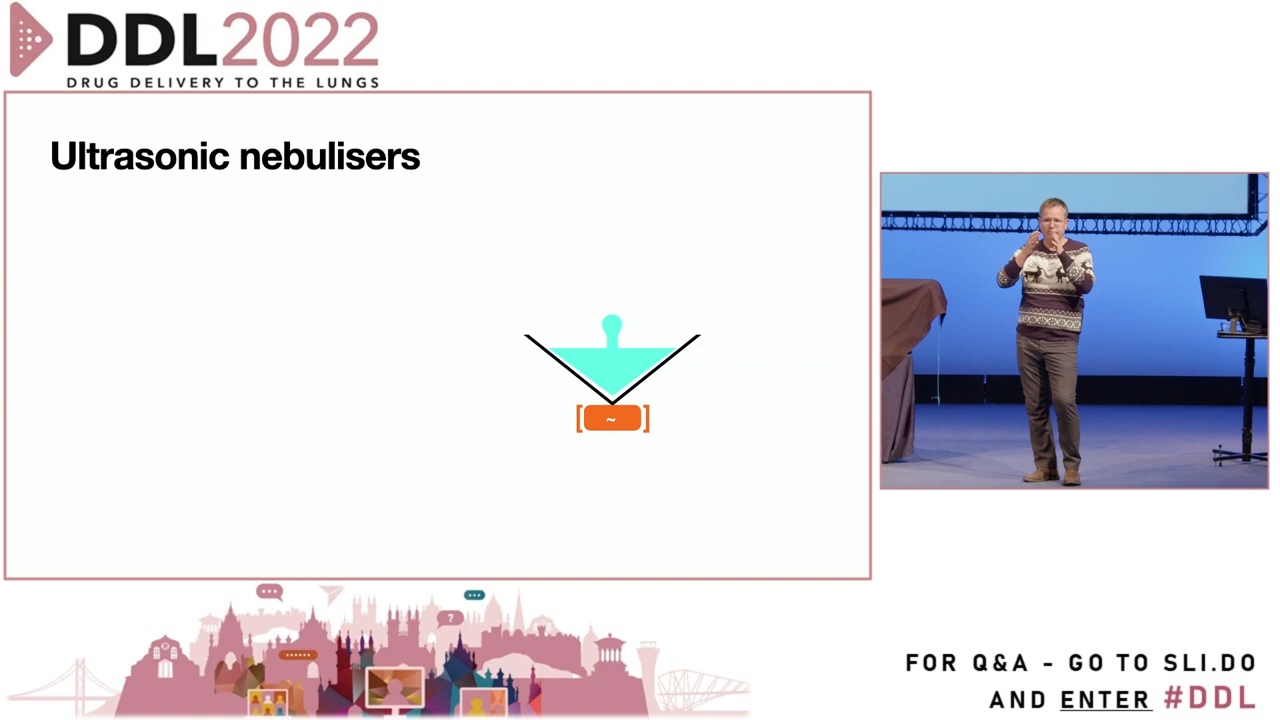 DDL2022
DRUG DELIVERY TO THE LUNGS
Ultrasonic nebulisers
[~]
?
FOR Q&A - GO TO SLI.DO
AND ENTER #DDL